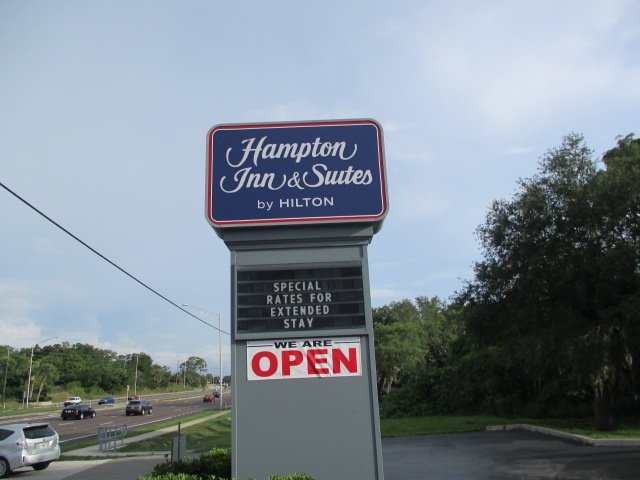 Hampton
Inn & Suites
by HILTON
SPECIAL
RATES FOR
EXTENDED
STAY
WE ARE
OPEN